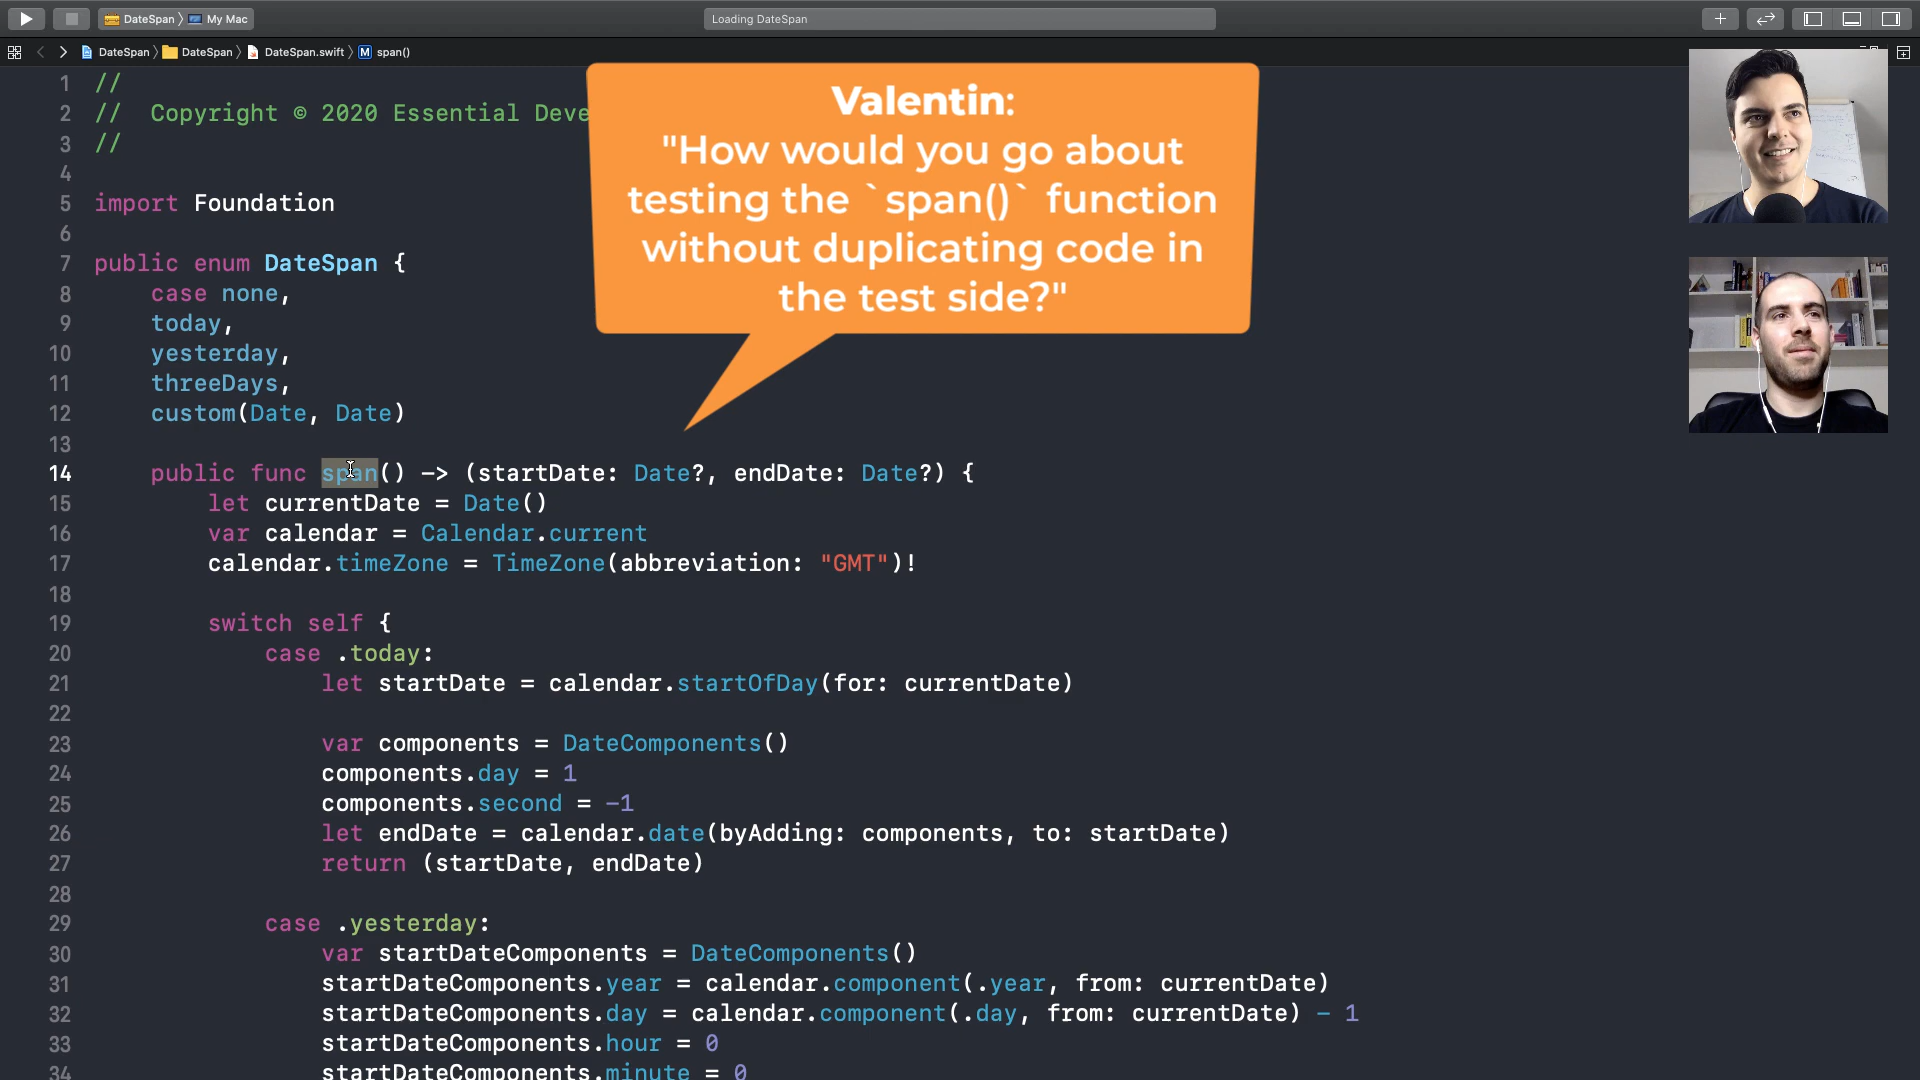 DateSpan
My Mac
Loading DateSpan
DateSpan
DateSpan
DateSpan.swift
M
span()
1 //
2 // Copyright © 2020 Essential Deve
3 //
4
5 import Foundation
6
7 public enum DateSpan {
8 case none,
9 today,
10 yesterday,
11 threeDays,
12 custom(Date, Date)
13
14 public func span() -> (startDate: Date?, endDate: Date?) {
15 let currentDate = Date()
16 var calendar = Calendar.current
17 calendar.timeZone = TimeZone(abbreviation: "GMT")!
18
19 switch self {
20 case .today:
21 let startDate = calendar.startOfDay(for: currentDate)
22
23 var components = DateComponents()
24 components.day = 1
25 components.second = -1
26 let endDate = calendar.date(byAdding: components, to: startDate)
27 return (startDate, endDate)
28
29 case .yesterday:
30 var startDateComponents = DateComponents()
31 startDateComponents.year = calendar.component(.year, from: currentDate)
32 startDateComponents.day = calendar.component(.day, from: currentDate) - 1
33 startDateComponents.hour = 0
34 startDateComponents.minute = 0
Valentin:
"How would you go about
testing the `span()` function
without duplicating code in
the test side?"